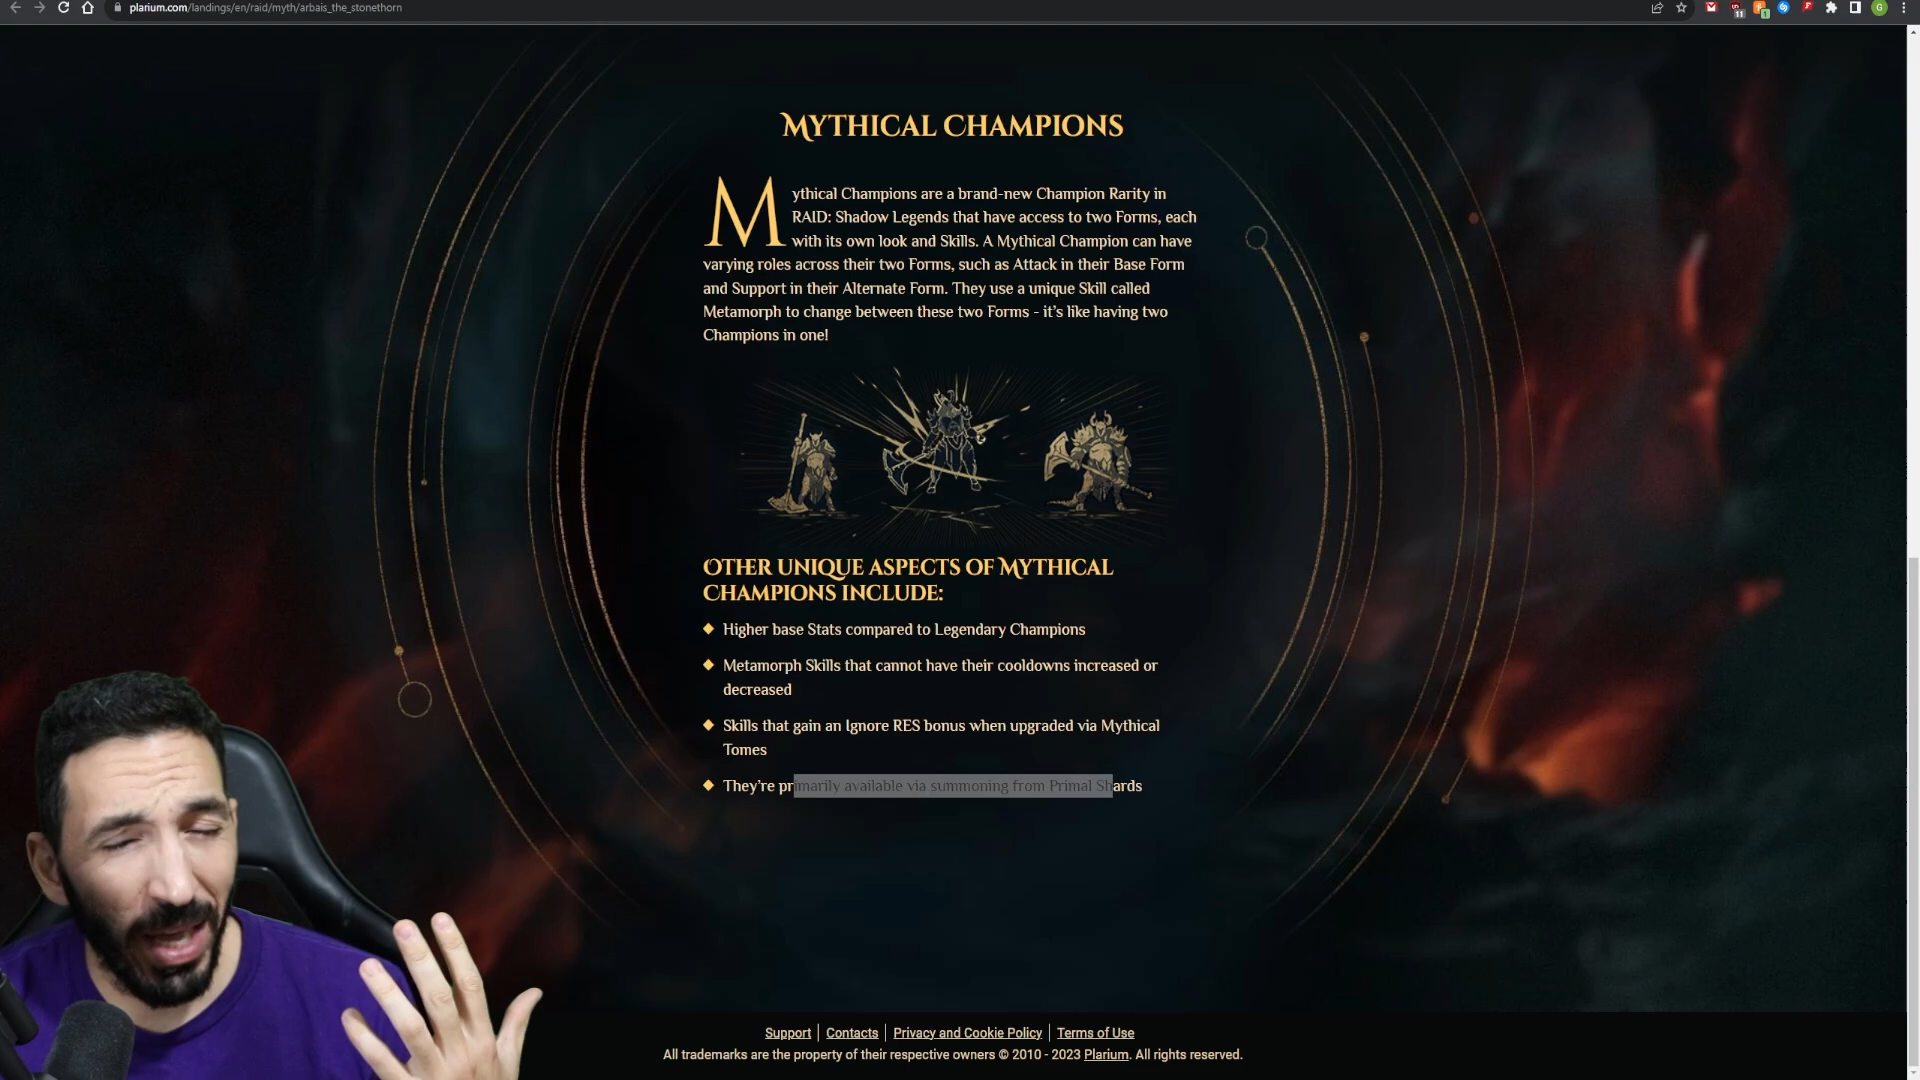 plarium.com/landings/en/raid/myth/arbais_the_stonethorn
11
1
G
Mythical Champions
Mythical Champions are a brand-new Champion Rarity in
RAID: Shadow Legends that have access to two Forms, each
with its own look and Skills. A Mythical Champion can have
varying roles across their two Forms, such as Attack in their Base Form
and Support in their Alternate Form. They use a unique Skill called
Metamorph to change between these two Forms - it's like having two
Champions in one!
Other unique aspects of Mythical
Champions include:
Higher base Stats compared to Legendary Champions
Metamorph Skills that cannot have their cooldowns increased or
decreased
Skills that gain an Ignore RES bonus when upgraded via Mythical
Tomes
They're primarily available via summoning from Primal Shards
Support | Contacts | Privacy and Cookie Policy | Terms of Use
All trademarks are the property of their respective owners © 2010 - 2023 Plarium. All rights reserved.